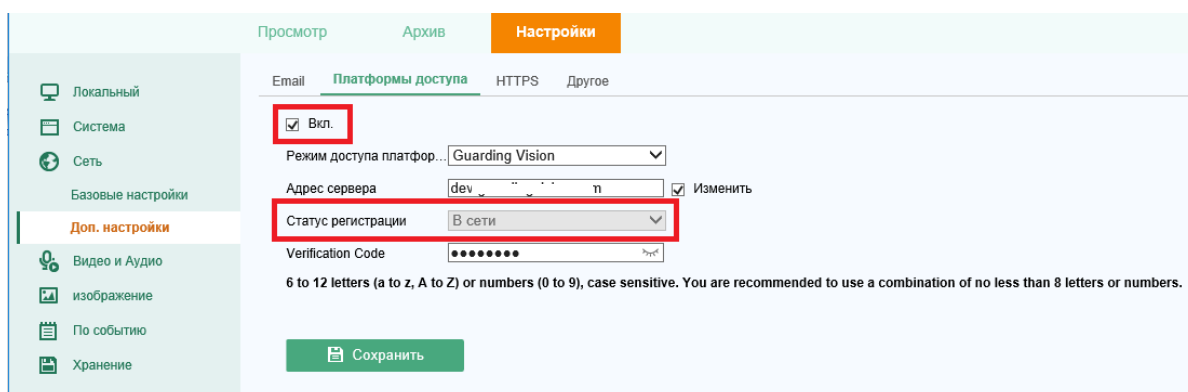 Просмотр Архив Настройки
Email Платформы доступа HTTPS Другое
Локальный
Система
Сеть
Базовые настройки
Доп. настройки
Видео и Аудио
изображение
По событию
Хранение
Вкл.
Режим доступа платфор... Guarding Vision
Адрес сервера Изменить
Статус регистрации В сети
Verification Code ●●●●●●●●
6 to 12 letters (a to z, A to Z) or numbers (0 to 9), case sensitive. You are recommended to use a combination of no less than 8 letters or numbers.
Сохранить